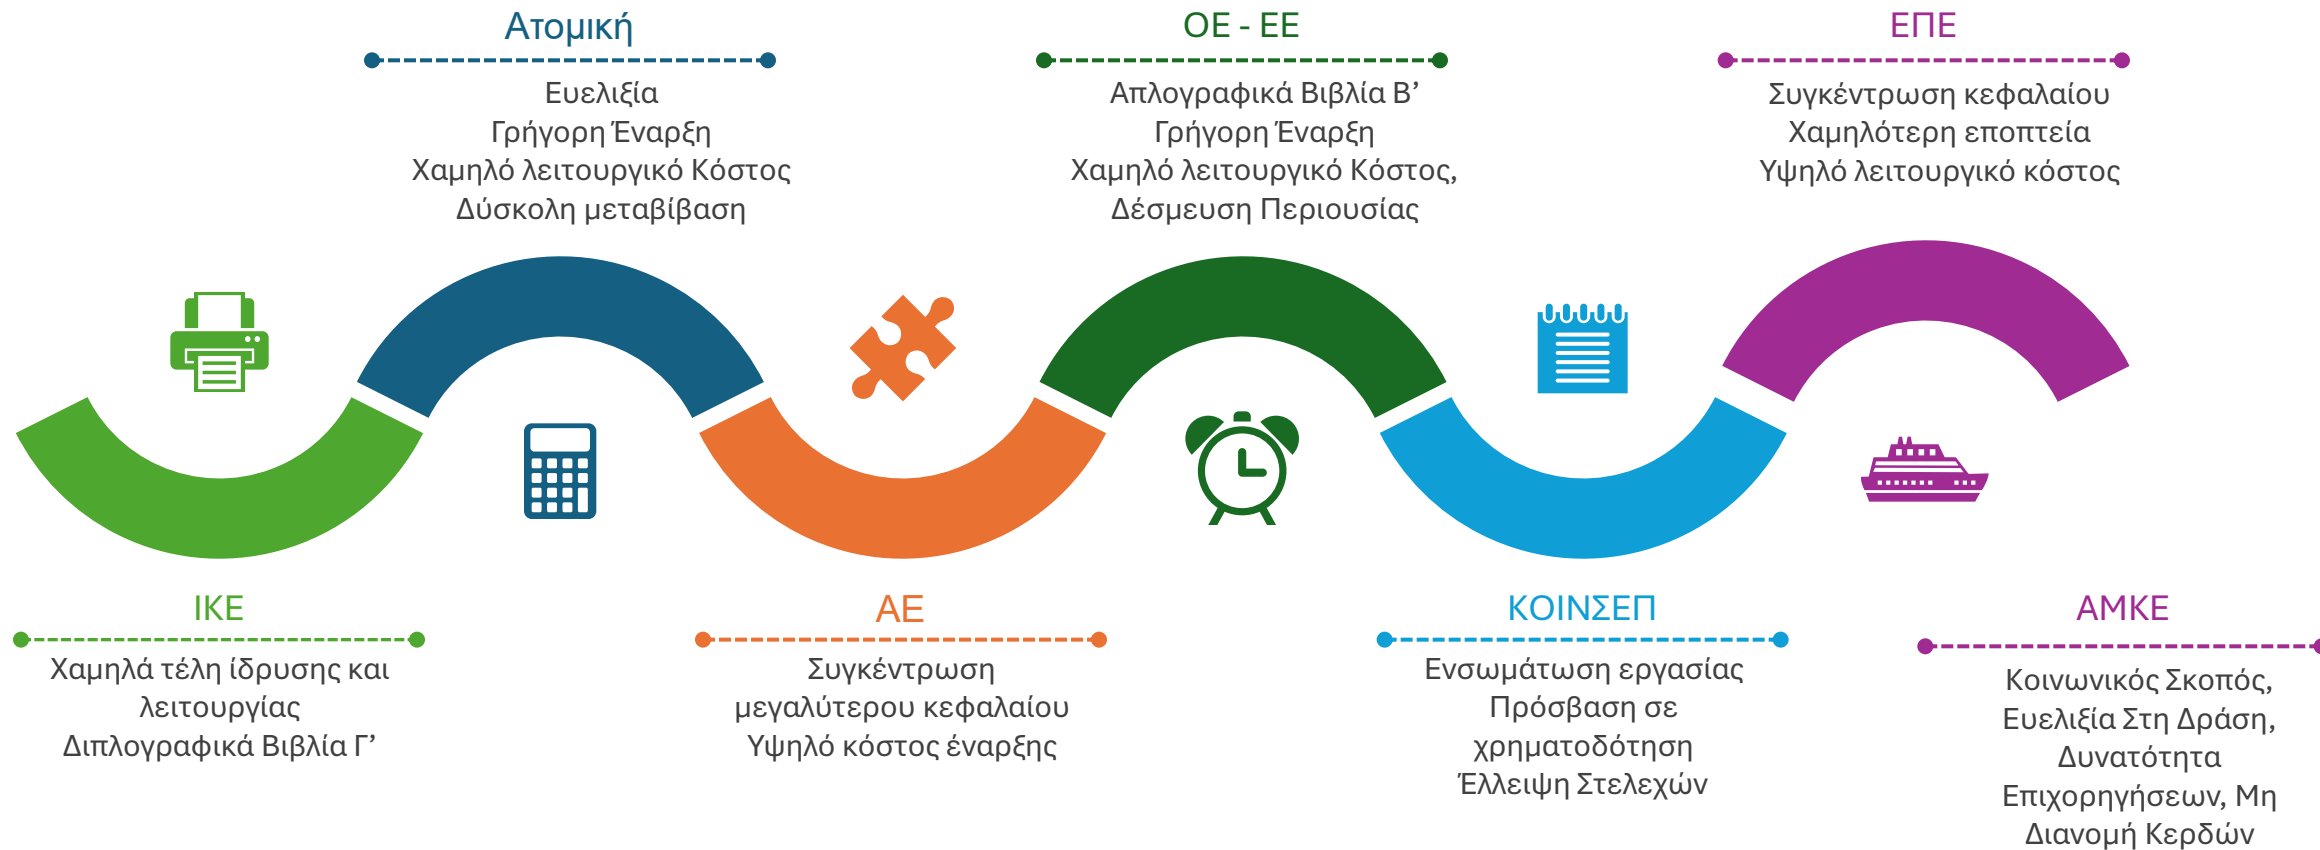 Ατομική
Ευελιξία
Γρήγορη Έναρξη
Χαμηλό λειτουργικό Κόστος
Δύσκολη μεταβίβαση
ΟΕ - ΕΕ
Απλογραφικά Βιβλία Β’
Γρήγορη Έναρξη
Χαμηλό λειτουργικό Κόστος,
Δέσμευση Περιουσίας
ΕΠΕ
Συγκέντρωση κεφαλαίου
Χαμηλότερη εποπτεία
Υψηλό λειτουργικό κόστος
ΙΚΕ
Χαμηλά τέλη ίδρυσης και
λειτουργίας
Διπλογραφικά Βιβλία Γ’
ΑΕ
Συγκέντρωση
μεγαλύτερου κεφαλαίου
Υψηλό κόστος έναρξης
ΚΟΙΝΣΕΠ
Ενσωμάτωση εργασίας
Πρόσβαση σε
χρηματοδότηση
Έλλειψη Στελεχών
ΑΜΚΕ
Κοινωνικός Σκοπός,
Ευελιξία Στη Δράση,
Δυνατότητα
Επιχορηγήσεων, Μη
Διανομή Κερδών